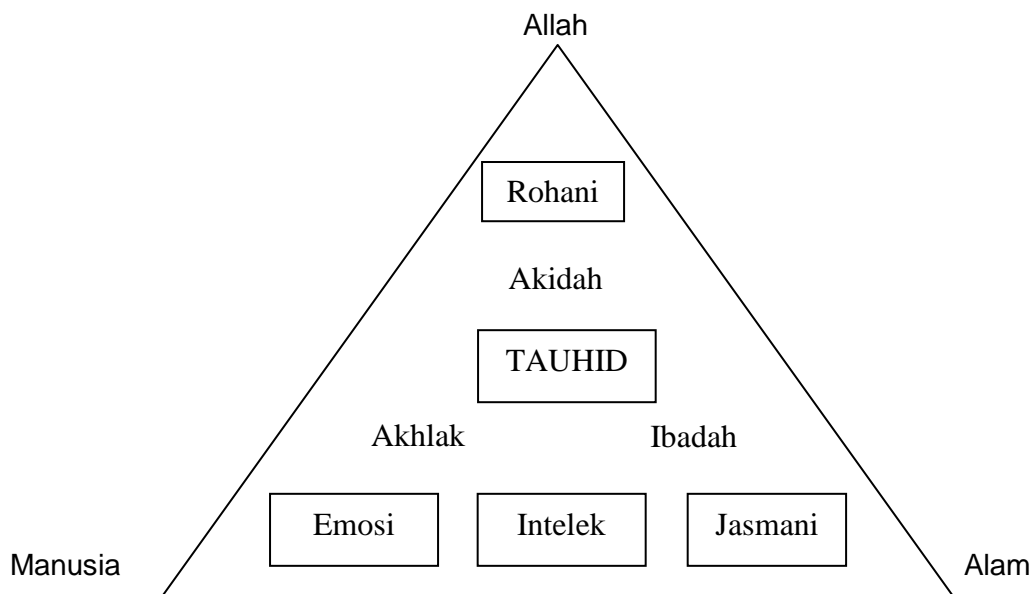 Allah
Rohani
Akidah
TAUHID
Akhlak Ibadah
Emosi Intelek Jasmani
Manusia Alam